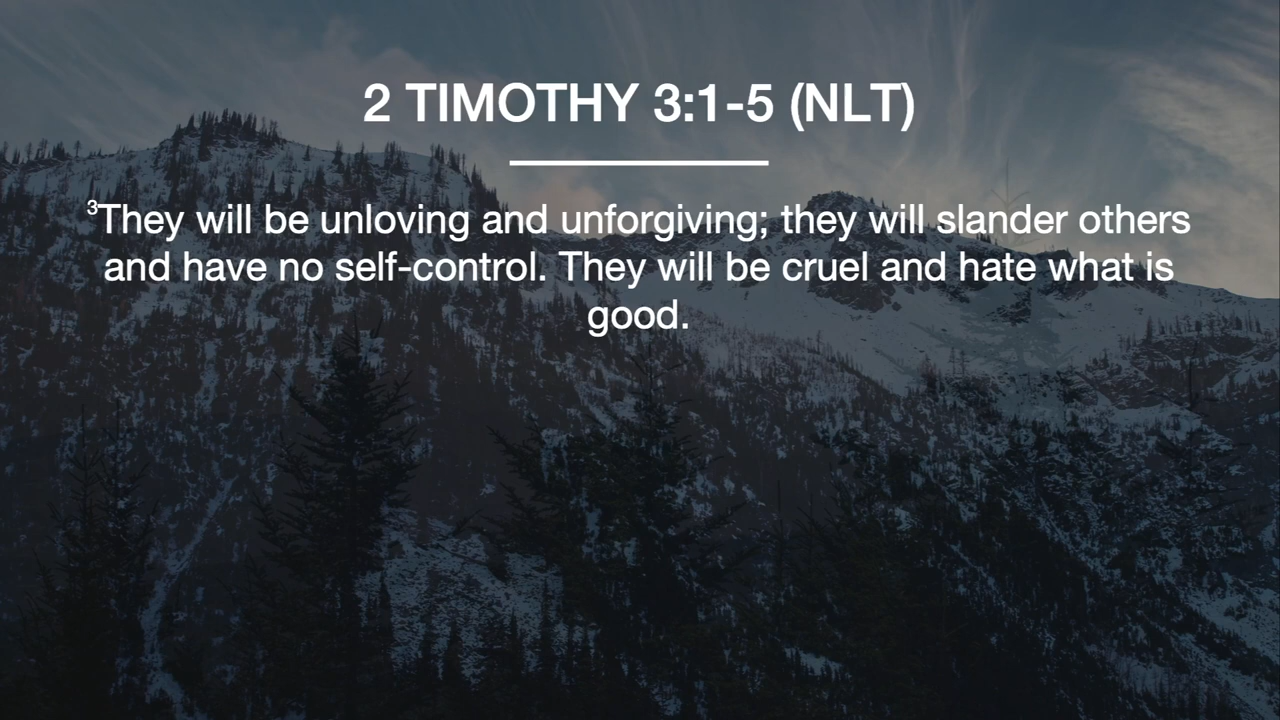 2 TIMOTHY 3:1-5 (NLT)
³They will be unloving and unforgiving; they will slander others
and have no self-control. They will be cruel and hate what is
good.